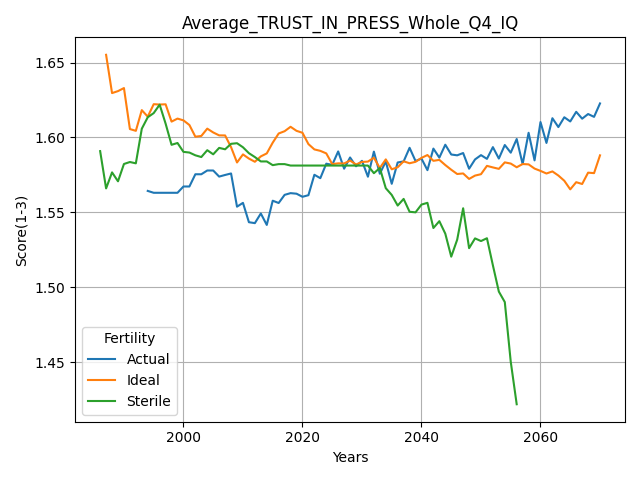 Average_TRUST_IN_PRESS_Whole_Q4_IQ
Score(1-3)
1.65
1.60
1.55
1.50
1.45
Fertility
Actual
Ideal
Sterile
2000
2020
2040
2060
Years